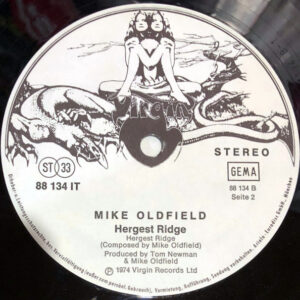 Virgin
ST 33
STEREO
88 134 IT
GEMA
88 134 B
Seite 2
MIKE OLDFIELD
Hergest Ridge
Hergest Ridge
(Composed by Mike Oldfield)
Produced by Tom Newman
& Mike Oldfield
℗ 1974 Virgin Records Ltd